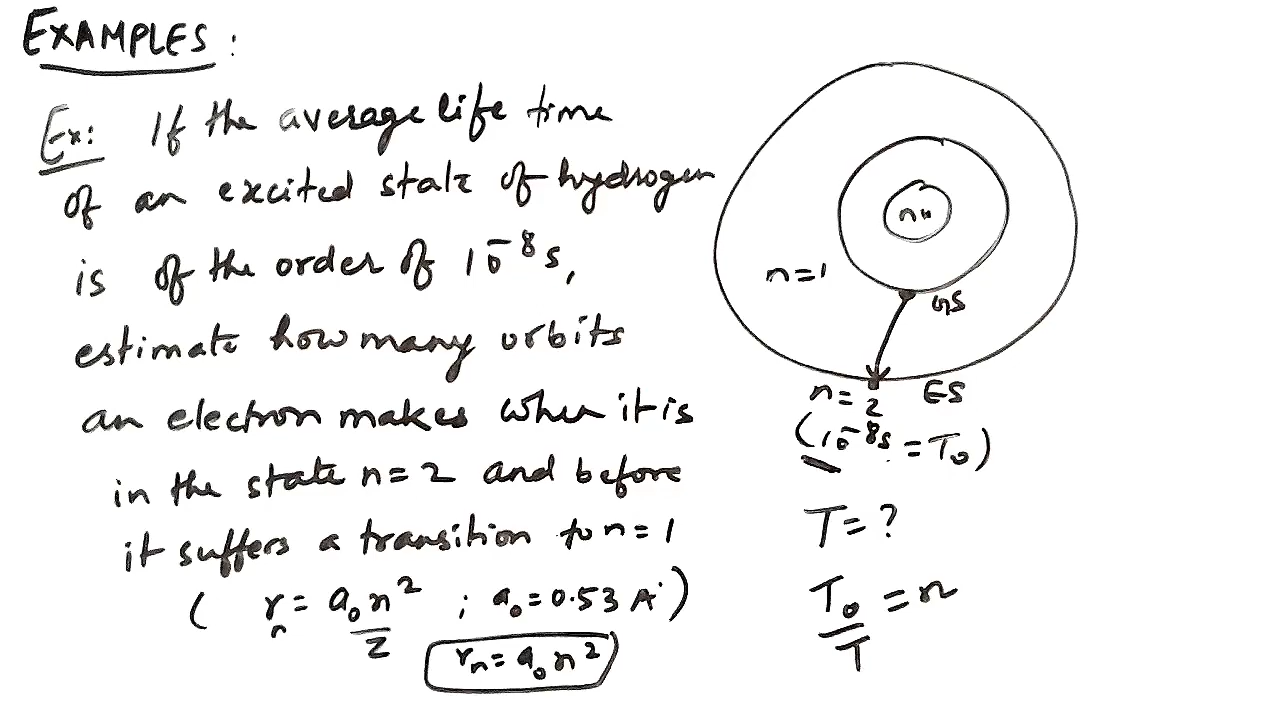 EXAMPLES:
Ex: If the average life time
of an excited state of hydrogen
is of the order of 10⁻⁸s,
estimate how many orbits
an electron makes when it is
in the state n=2 and before
it suffers a transition to n=1
( rₙ = a₀n²/Z ; a₀=0.53 A° )
rₙ=a₀n²
n=1
GS
n=2 ES
(10⁻⁸s =T₀)
T=?
T₀/T =n